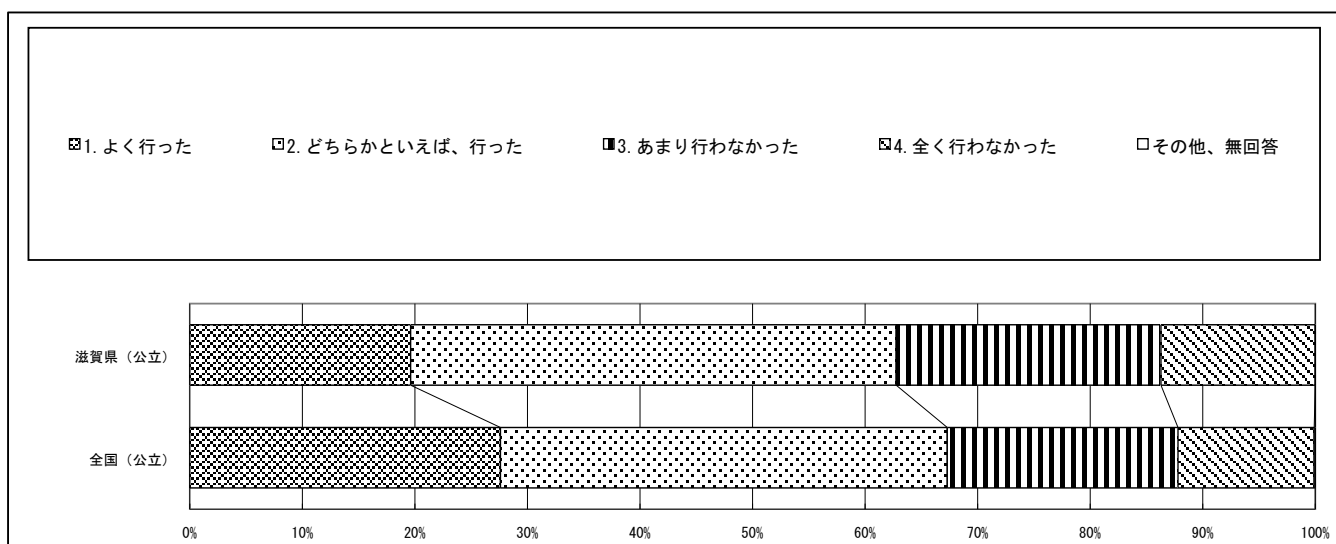 1.よく行った 2.どちらかといえば、行った 3.あまり行わなかった 4.全く行わなかった その他、無回答
滋賀県（公立）
全国（公立）
0% 10% 20% 30% 40% 50% 60% 70% 80% 90% 100%